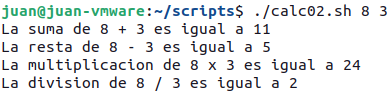 juan@juan-vmware:~/scripts$ ./calc02.sh 8 3
La suma de 8 + 3 es igual a 11
La resta de 8 - 3 es igual a 5
La multiplicacion de 8 x 3 es igual a 24
La division de 8 / 3 es igual a 2